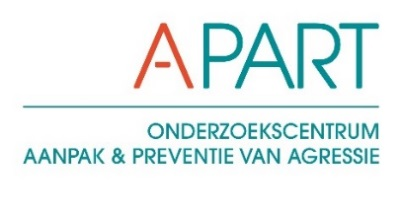 APART
ONDERZOEKSCENTRUM
AANPAK & PREVENTIE VAN AGRESSIE